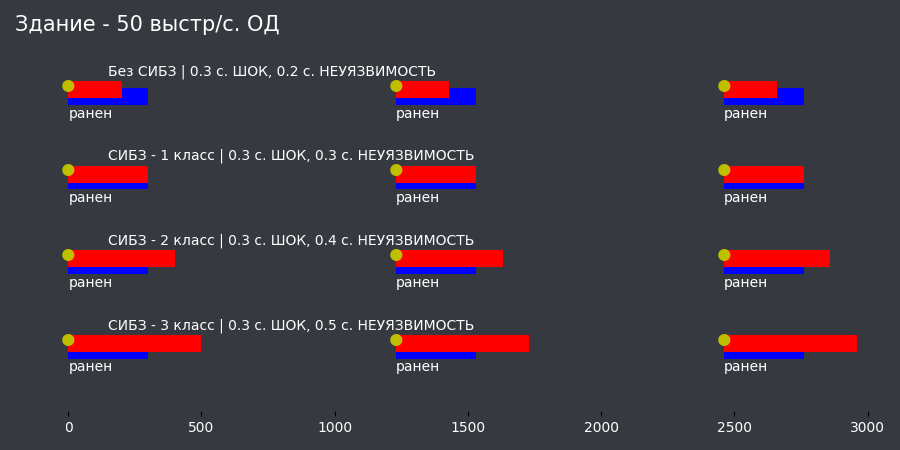 Здание - 50 выстр/с. ОД
Без СИБЗ | 0.3 с. ШОК, 0.2 с. НЕУЯЗВИМОСТЬ
ранен ранен ранен
СИБЗ - 1 класс | 0.3 с. ШОК, 0.3 с. НЕУЯЗВИМОСТЬ
ранен ранен ранен
СИБЗ - 2 класс | 0.3 с. ШОК, 0.4 с. НЕУЯЗВИМОСТЬ
ранен ранен ранен
СИБЗ - 3 класс | 0.3 с. ШОК, 0.5 с. НЕУЯЗВИМОСТЬ
ранен ранен ранен
0 500 1000 1500 2000 2500 3000